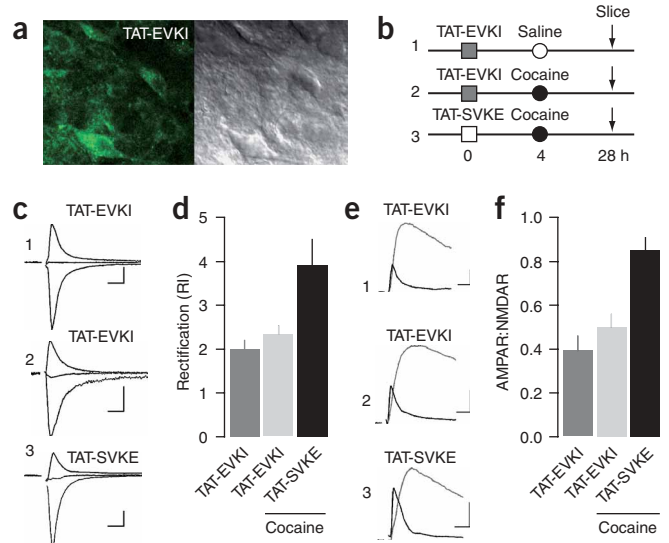 a
TAT-EVKI
b
Slice
1 TAT-EVKI Saline
2 TAT-EVKI Cocaine
3 TAT-SVKE Cocaine
0 4 28 h
c
TAT-EVKI
1
TAT-EVKI
2
TAT-SVKE
3
d
Rectification (RI)
5
4
3
2
1
0
TAT-EVKI
TAT-EVKI
TAT-SVKE
Cocaine
e
TAT-EVKI
1
TAT-EVKI
2
TAT-SVKE
3
f
AMPAR:NMDAR
1.0
0.8
0.6
0.4
0.2
0.0
TAT-EVKI
TAT-EVKI
TAT-SVKE
Cocaine